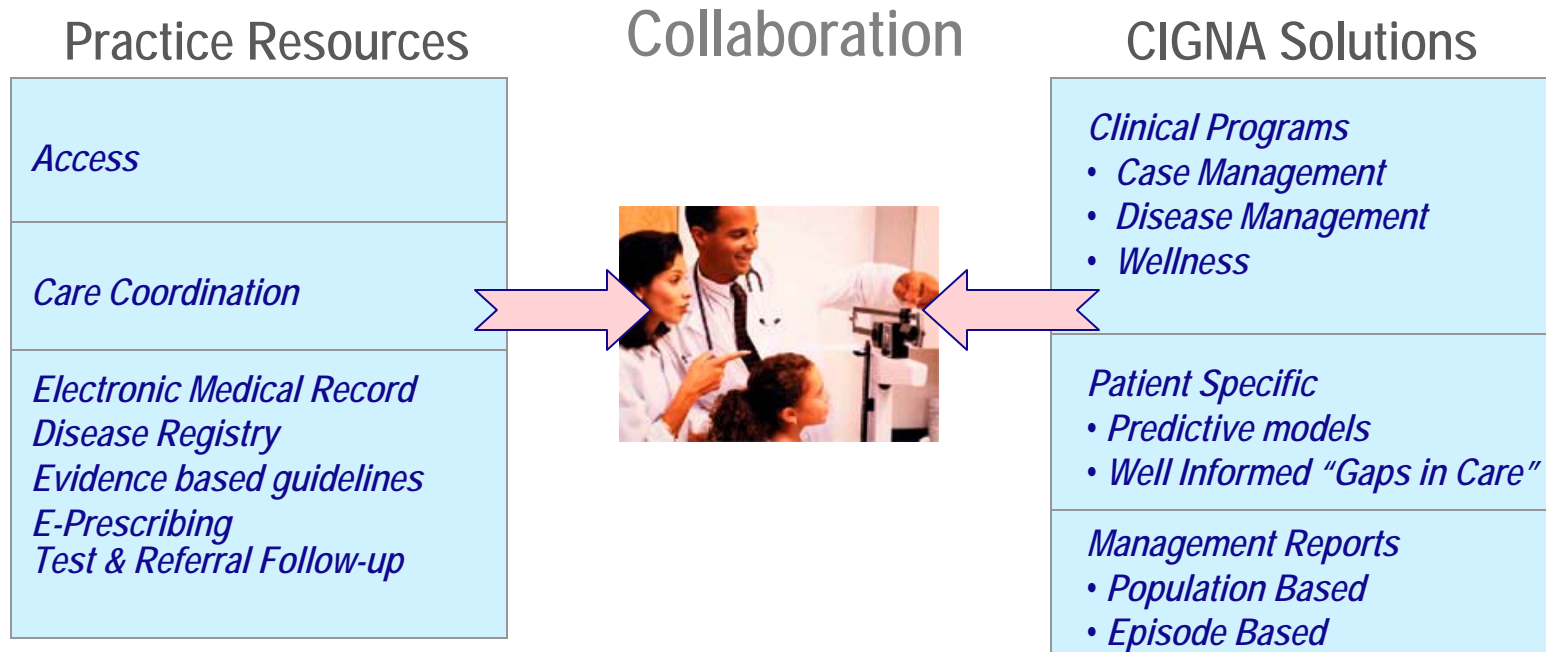 Practice Resources
Access
Care Coordination
Electronic Medical Record
Disease Registry
Evidence based guidelines
E-Prescribing
Test & Referral Follow-up
Collaboration
CIGNA Solutions
Clinical Programs
• Case Management
• Disease Management
• Wellness
Patient Specific
• Predictive models
• Well Informed “Gaps in Care”
Management Reports
• Population Based
• Episode Based